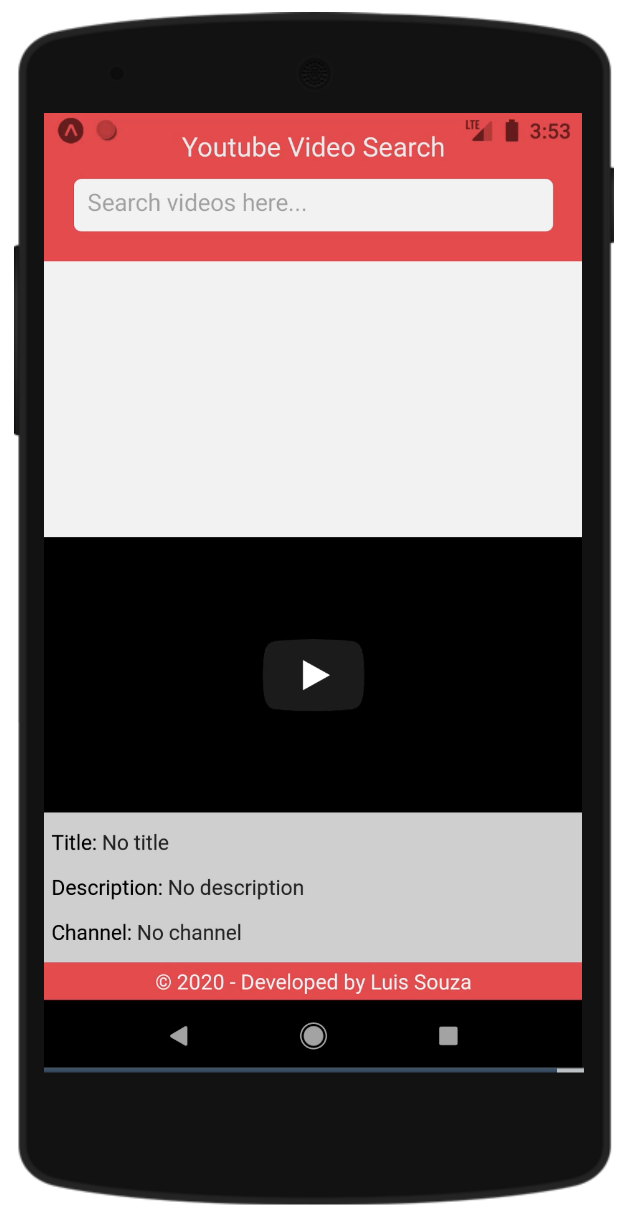 LTE 3:53
Youtube Video Search
Search videos here...
Title: No title
Description: No description
Channel: No channel
© 2020 - Developed by Luis Souza